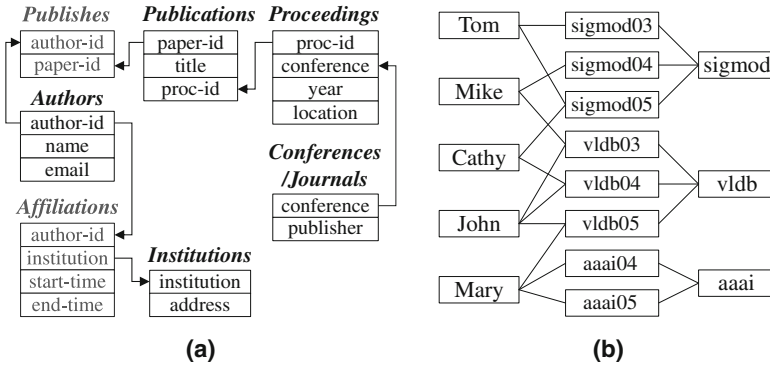 Publishes
author-id
paper-id
Publications
paper-id
title
proc-id
Proceedings
proc-id
conference
year
location
Authors
author-id
name
email
Conferences
/Journals
conference
publisher
Affiliations
author-id
institution
start-time
end-time
Institutions
institution
address
(a)
Tom
Mike
Cathy
John
Mary
sigmod03
sigmod04
sigmod05
vldb03
vldb04
vldb05
aaai04
aaai05
sigmod
vldb
aaai
(b)